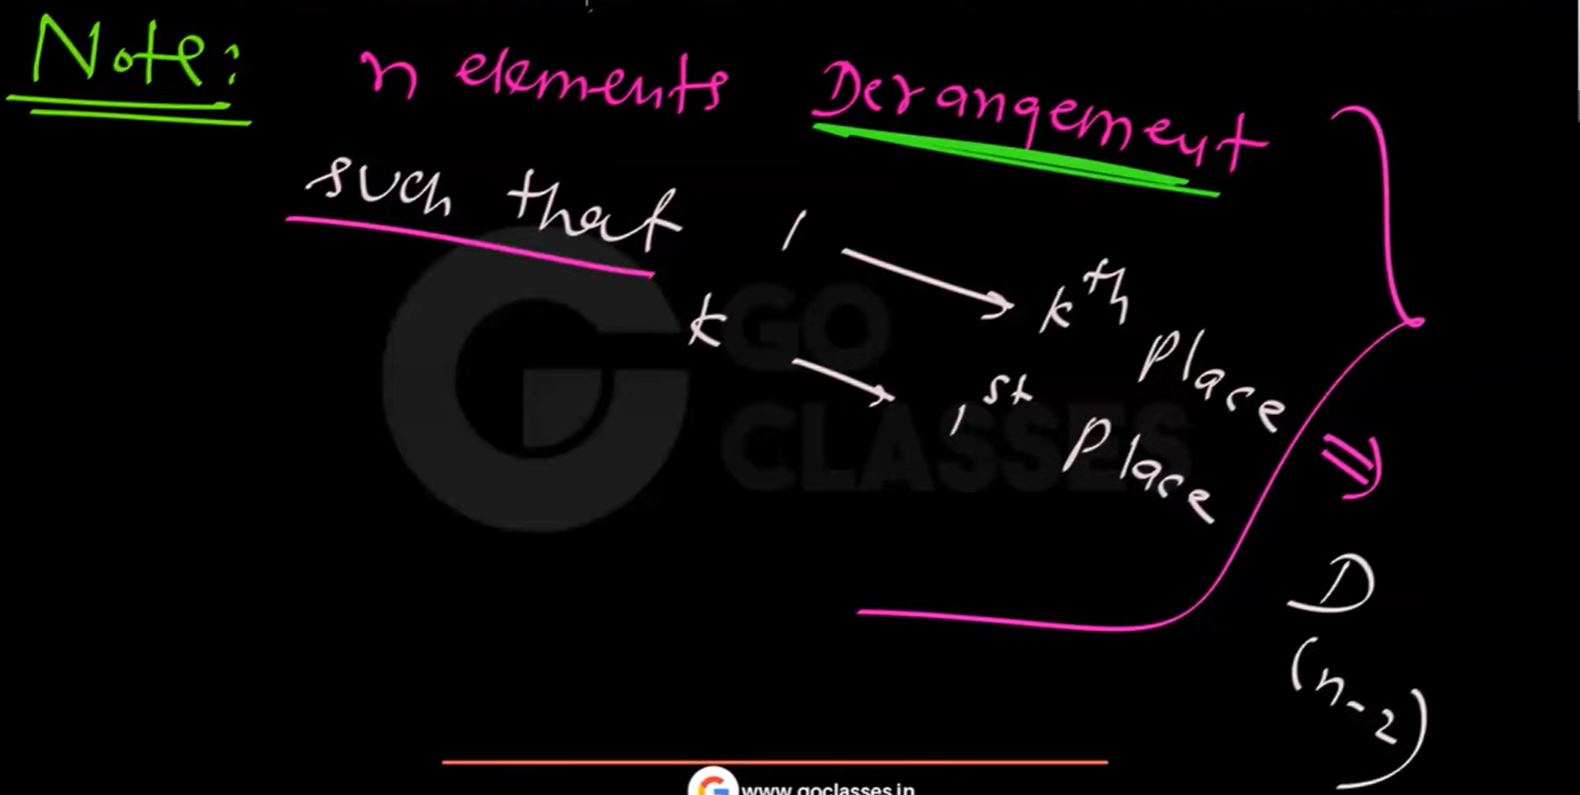 Note:
n elements Derangement
such that 1 → kth place
k → 1st place
⇒ D(n-2)
GO
CLASSES
www.goclasses.in